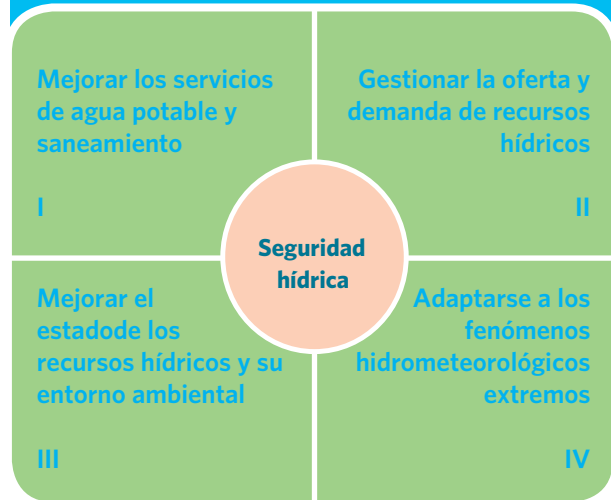 Mejorar los servicios
de agua potable y
saneamiento
I
Gestionar la oferta y
demanda de recursos
hídricos
II
Seguridad
hídrica
Mejorar el
estadode los
recursos hídricos y su
entorno ambiental
III
Adaptarse a los
fenómenos
hidrometeorológicos
extremos
IV